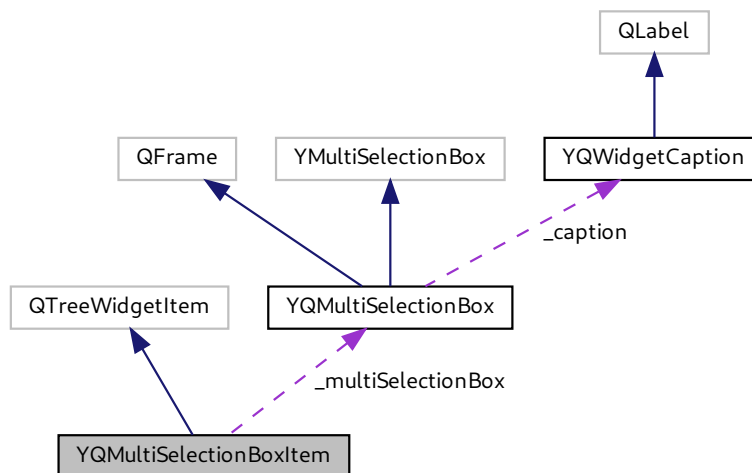 QLabel
QFrame
YMultiSelectionBox
YQWidgetCaption
_caption
QTreeWidgetItem
YQMultiSelectionBox
_multiSelectionBox
YQMultiSelectionBoxItem